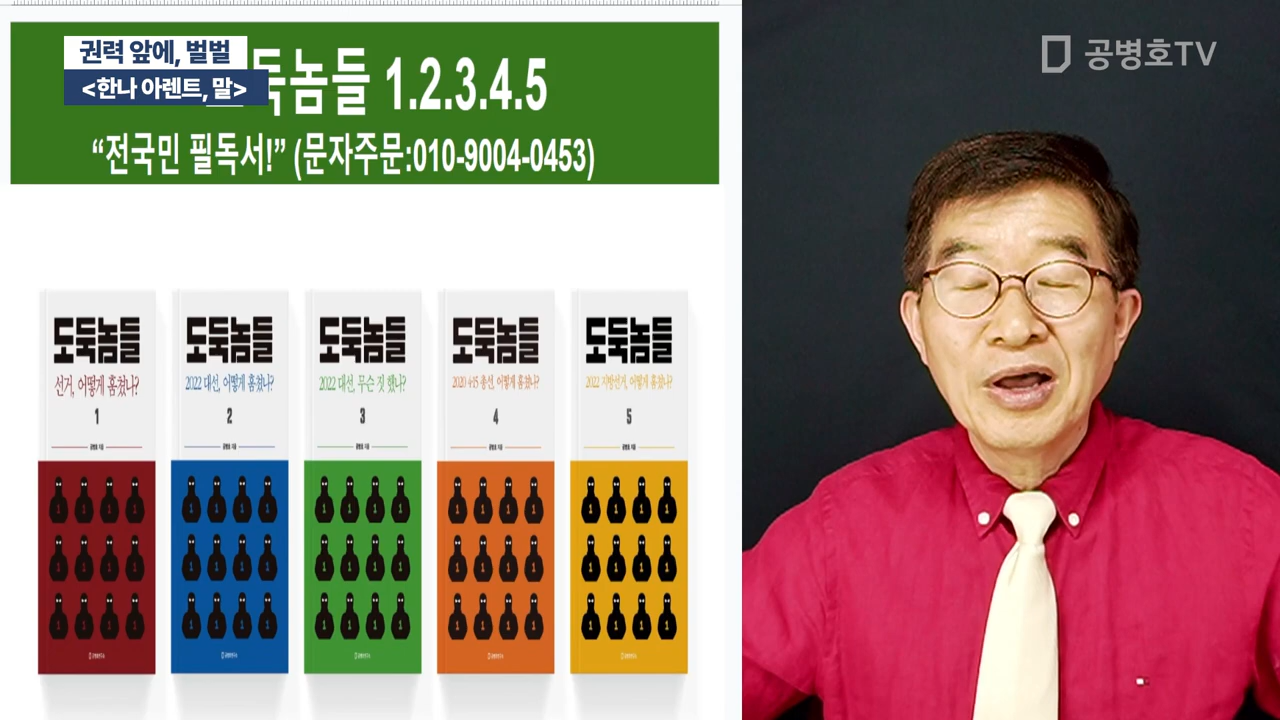 권력 앞에, 벌벌
<한나 아렌트, 말>
둑놈들 1.2.3.4.5
“전국민 필독서!” (문자주문:010-9004-0453)
공병호TV
도둑놈들
선거, 어떻게 훔쳤나?
1
도둑놈들
2022 대선, 어떻게 훔쳤나?
2
도둑놈들
2022 대선, 무슨 짓 했나?
3
도둑놈들
2020 4·15 총선, 어떻게 훔쳤나?
4
도둑놈들
2022 지방선거, 어떻게 훔쳤나?
5